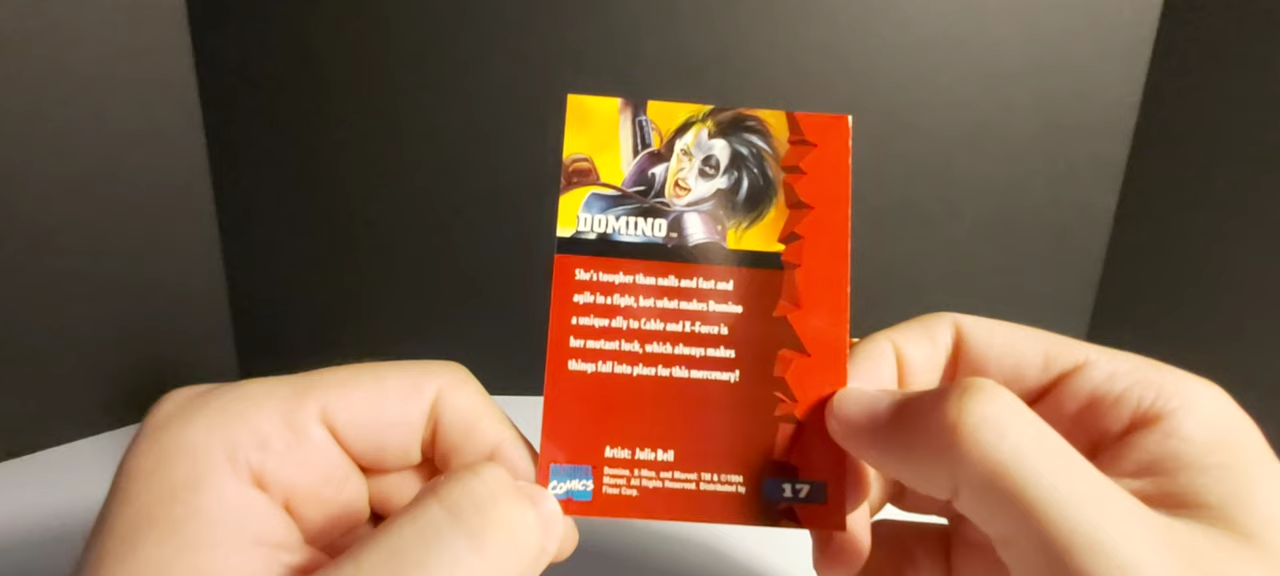 DOMINO
She's tougher than nails and fast and
agile in a fight, but what makes Domino
a unique ally to Cable and X-Force is
her mutant luck, which always makes
things fall into place for this mercenary!
Artist: Julie Bell
Domino, X-Men, and Marvel: TM & ©1994
Marvel. All Rights Reserved. Distributed by
Fleer Corp.
COMICS
17